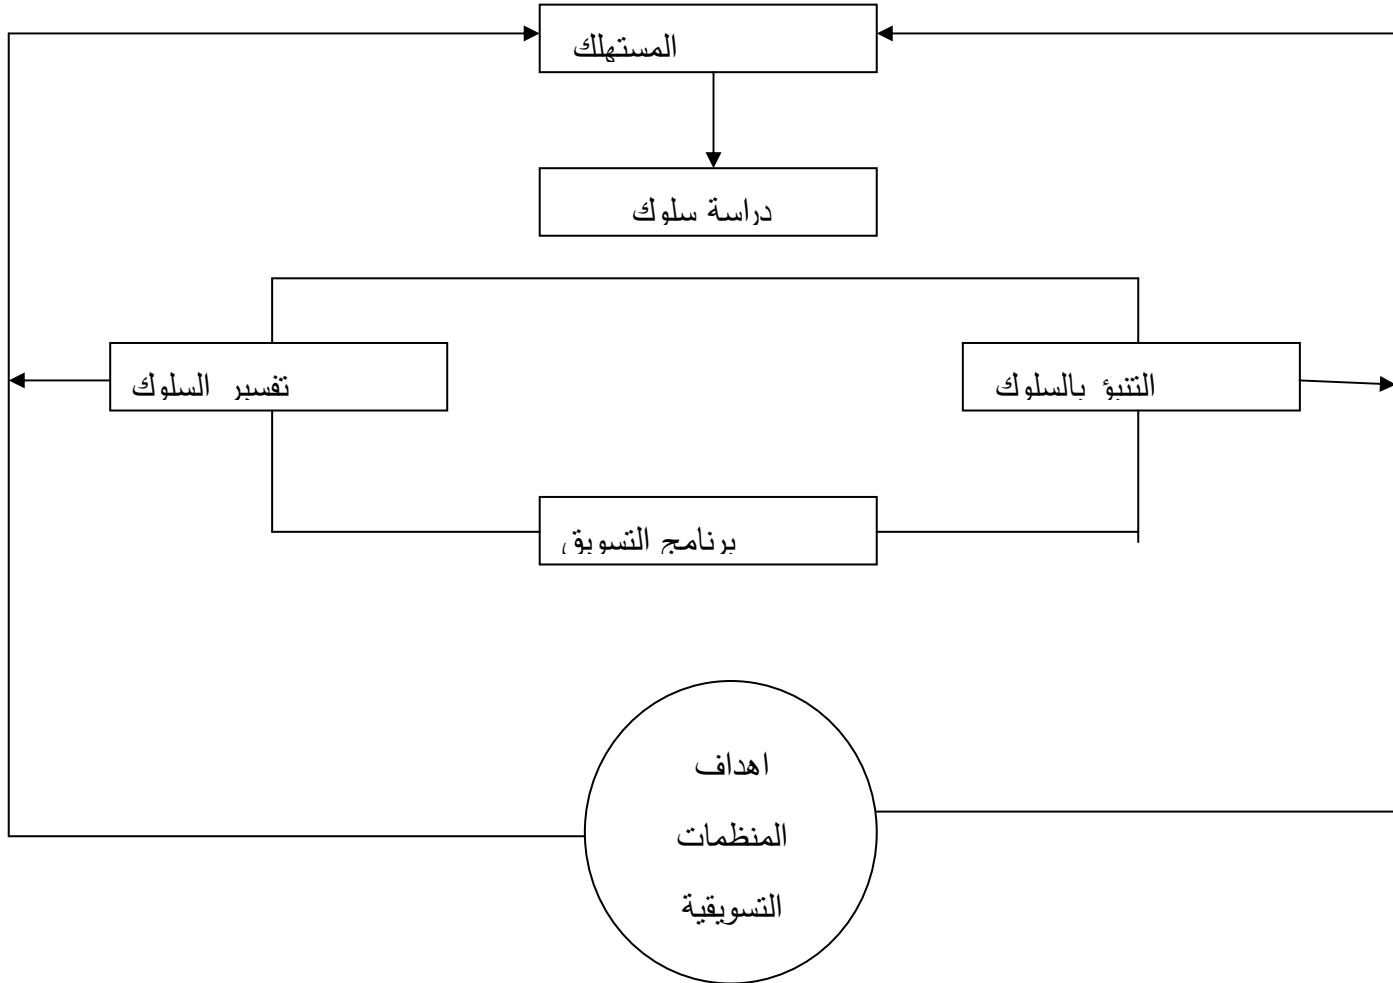 المستهلك
دراسة سلوك
تفسير السلوك
التنبؤ بالسلوك
برنامج التسويق
اهداف
المنظمات
التسويقية